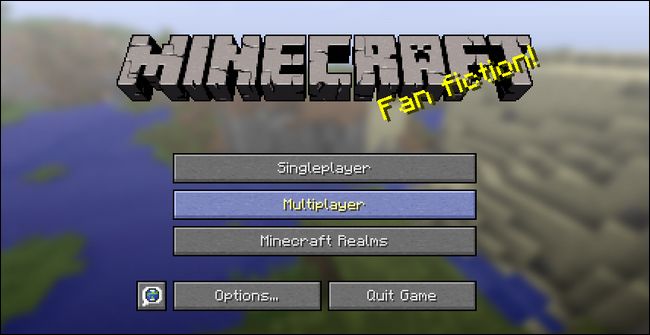 MINECRAFT
Fan fiction!
Singleplayer
Multiplayer
Minecraft Realms
Options...
Quit Game